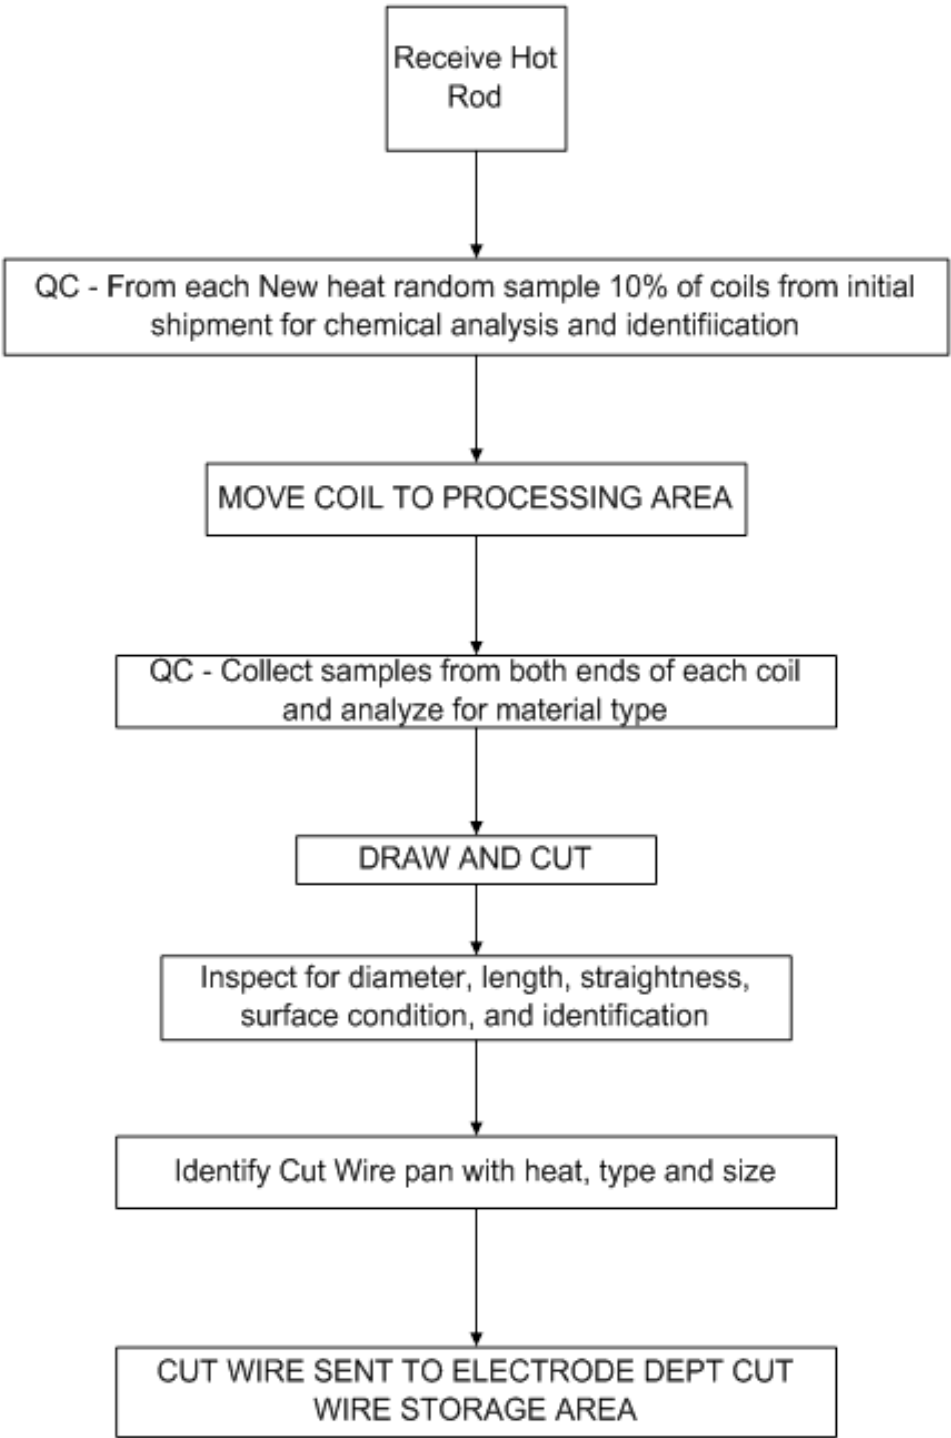 Receive Hot
Rod
QC - From each New heat random sample 10% of coils from initial
shipment for chemical analysis and identifiication
MOVE COIL TO PROCESSING AREA
QC - Collect samples from both ends of each coil
and analyze for material type
DRAW AND CUT
Inspect for diameter, length, straightness,
surface condition, and identification
Identify Cut Wire pan with heat, type and size
CUT WIRE SENT TO ELECTRODE DEPT CUT
WIRE STORAGE AREA